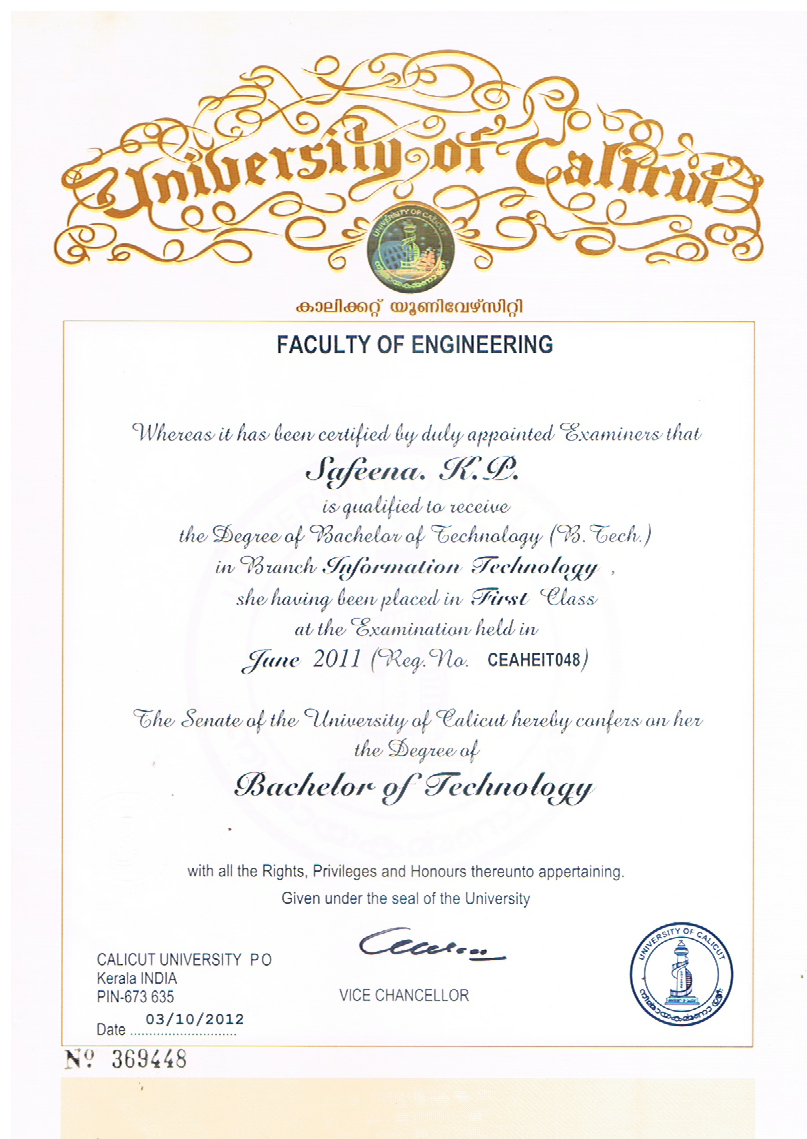 University of Calicut
UNIVERSITY OF CALICUT
കാലിക്കറ്റ് യൂണിവേഴ്സിറ്റി
FACULTY OF ENGINEERING
Whereas it has been certified by duly appointed Examiners that
Safeena. K.P.
is qualified to receive
the Degree of Bachelor of Technology (B.Tech.)
in Branch Information Technology ,
she having been placed in First Class
at the Examination held in
June 2011 (Reg.No. CEAHEIT048)
The Senate of the University of Calicut hereby confers on her
the Degree of
Bachelor of Technology
with all the Rights, Privileges and Honours thereunto appertaining.
Given under the seal of the University
CALICUT UNIVERSITY P O
Kerala INDIA
PIN-673 635
Date 03/10/2012
VICE CHANCELLOR
UNIVERSITY OF CALICUT
നിർമ്മായകർമ്മണാ ശ്രീ
Nº 369448